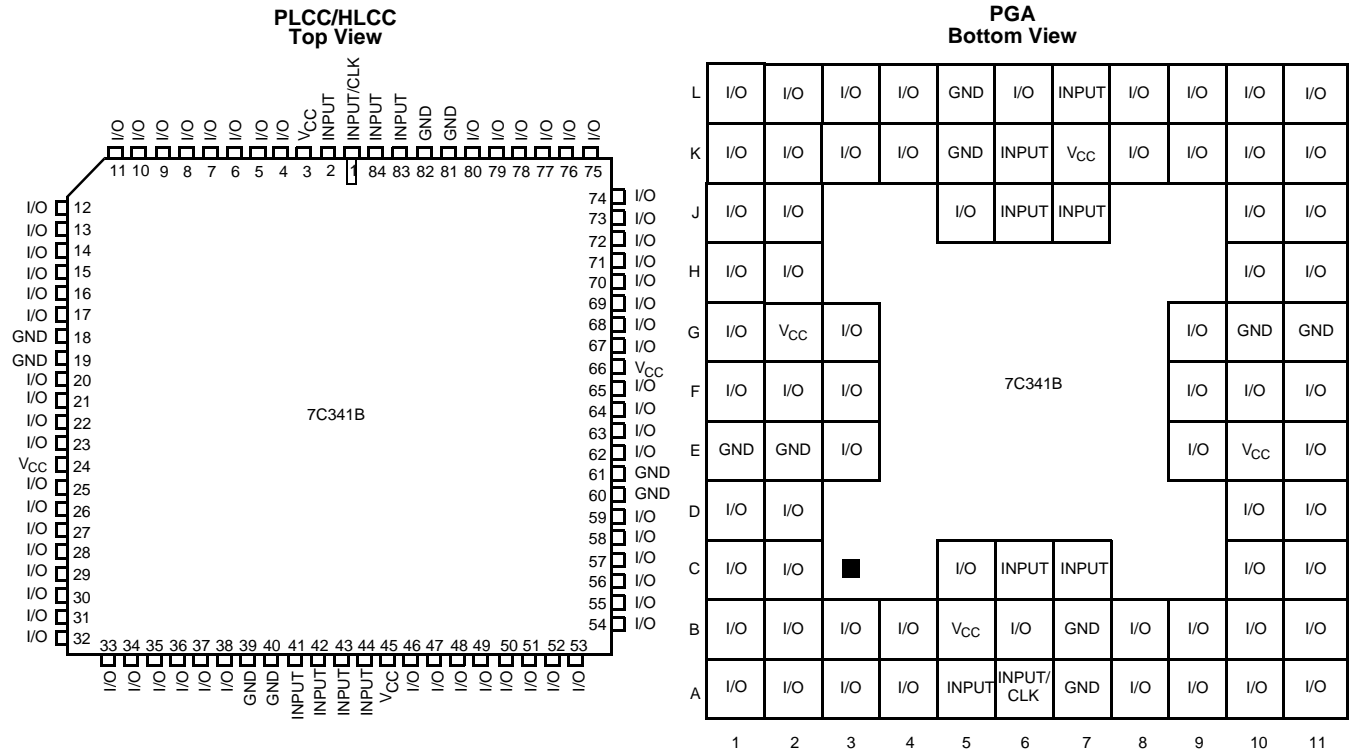 PLCC/HLCC
Top View
I/O I/O I/O I/O I/O I/O I/O I/O VCC INPUT INPUT/CLK INPUT INPUT GND GND I/O I/O I/O I/O I/O I/O
11 10 9 8 7 6 5 4 3 2 1 84 83 82 81 80 79 78 77 76 75
I/O 12
I/O 13
I/O 14
I/O 15
I/O 16
I/O 17
GND 18
GND 19
I/O 20
I/O 21
I/O 22
I/O 23
VCC 24
I/O 25
I/O 26
I/O 27
I/O 28
I/O 29
I/O 30
I/O 31
I/O 32
7C341B
74 I/O
73 I/O
72 I/O
71 I/O
70 I/O
69 I/O
68 I/O
67 I/O
66 VCC
65 I/O
64 I/O
63 I/O
62 I/O
61 GND
60 GND
59 I/O
58 I/O
57 I/O
56 I/O
55 I/O
54 I/O
33 34 35 36 37 38 39 40 41 42 43 44 45 46 47 48 49 50 51 52 53
I/O I/O I/O I/O I/O I/O GND GND INPUT INPUT INPUT INPUT VCC I/O I/O I/O I/O I/O I/O I/O I/O
PGA
Bottom View
L I/O I/O I/O I/O GND I/O INPUT I/O I/O I/O I/O
K I/O I/O I/O I/O GND INPUT VCC I/O I/O I/O I/O
J I/O I/O I/O INPUT INPUT I/O I/O
H I/O I/O I/O I/O
G I/O VCC I/O I/O GND GND
F I/O I/O I/O 7C341B I/O I/O I/O
E GND GND I/O I/O VCC I/O
D I/O I/O I/O I/O
C I/O I/O I/O INPUT INPUT I/O I/O
B I/O I/O I/O I/O VCC I/O GND I/O I/O I/O I/O
A I/O I/O I/O I/O INPUT INPUT/CLK GND I/O I/O I/O I/O
1 2 3 4 5 6 7 8 9 10 11